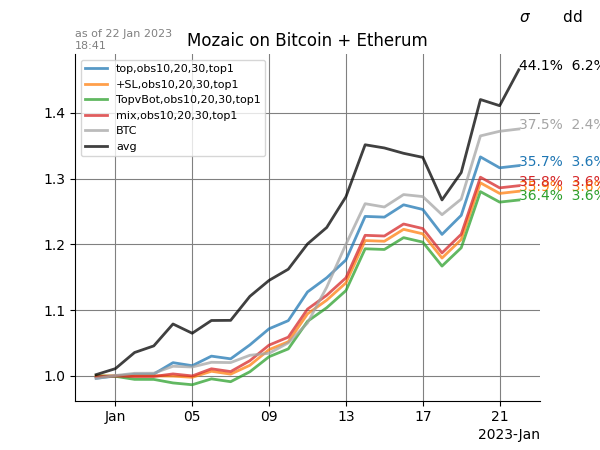 σ dd
as of 22 Jan 2023
18:41
Mozaic on Bitcoin + Etherum
top,obs10,20,30,top1
+SL,obs10,20,30,top1
TopvBot,obs10,20,30,top1
mix,obs10,20,30,top1
BTC
avg
44.1% 6.2%
37.5% 2.4%
35.7% 3.6%
35.8% 3.6%
36.4% 3.6%
1.4
1.3
1.2
1.1
1.0
Jan 05 09 13 17 21
2023-Jan